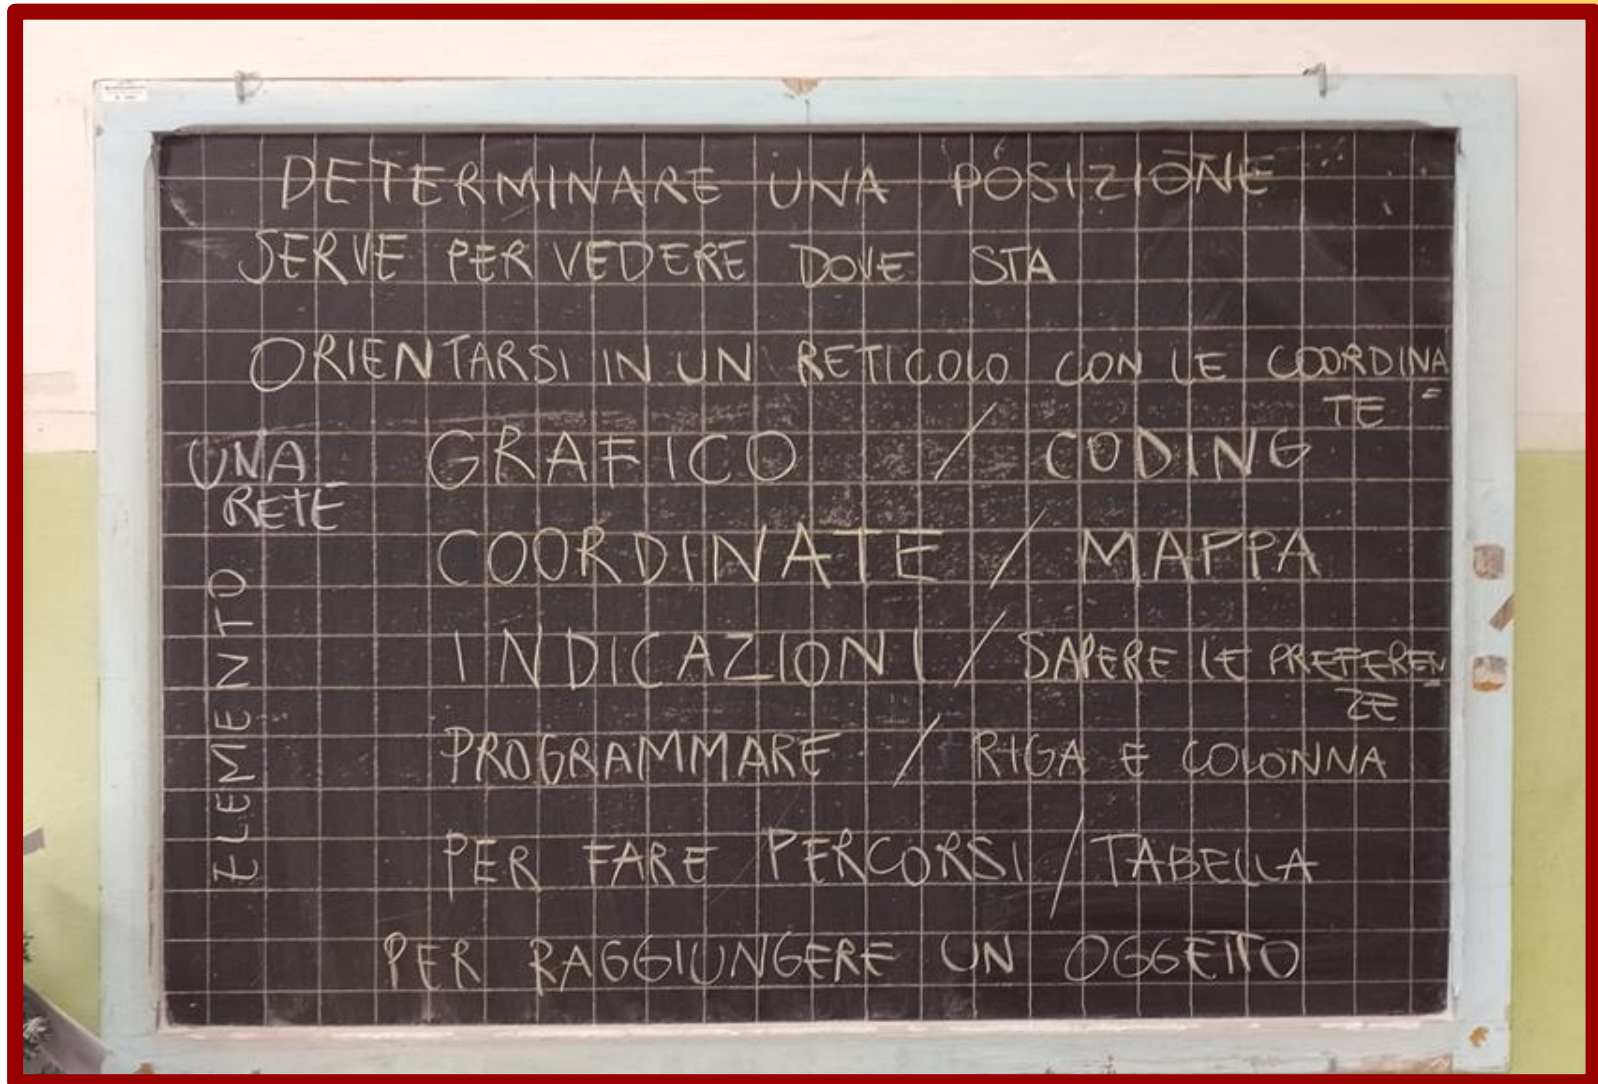 DETERMINARE UNA POSIZIONE
SERVE PER VEDERE DOVE STA
ORIENTARSI IN UN RETICOLO CON LE COORDINA=
TE
UNA
RETE
GRAFICO / CODING
COORDINATE / MAPPA
INDICAZIONI / SAPERE LE PREFEREN=
ZE
ELEMENTO
PROGRAMMARE / RIGA E COLONNA
PER FARE PERCORSI / TABELLA
PER RAGGIUNGERE UN OGGETTO